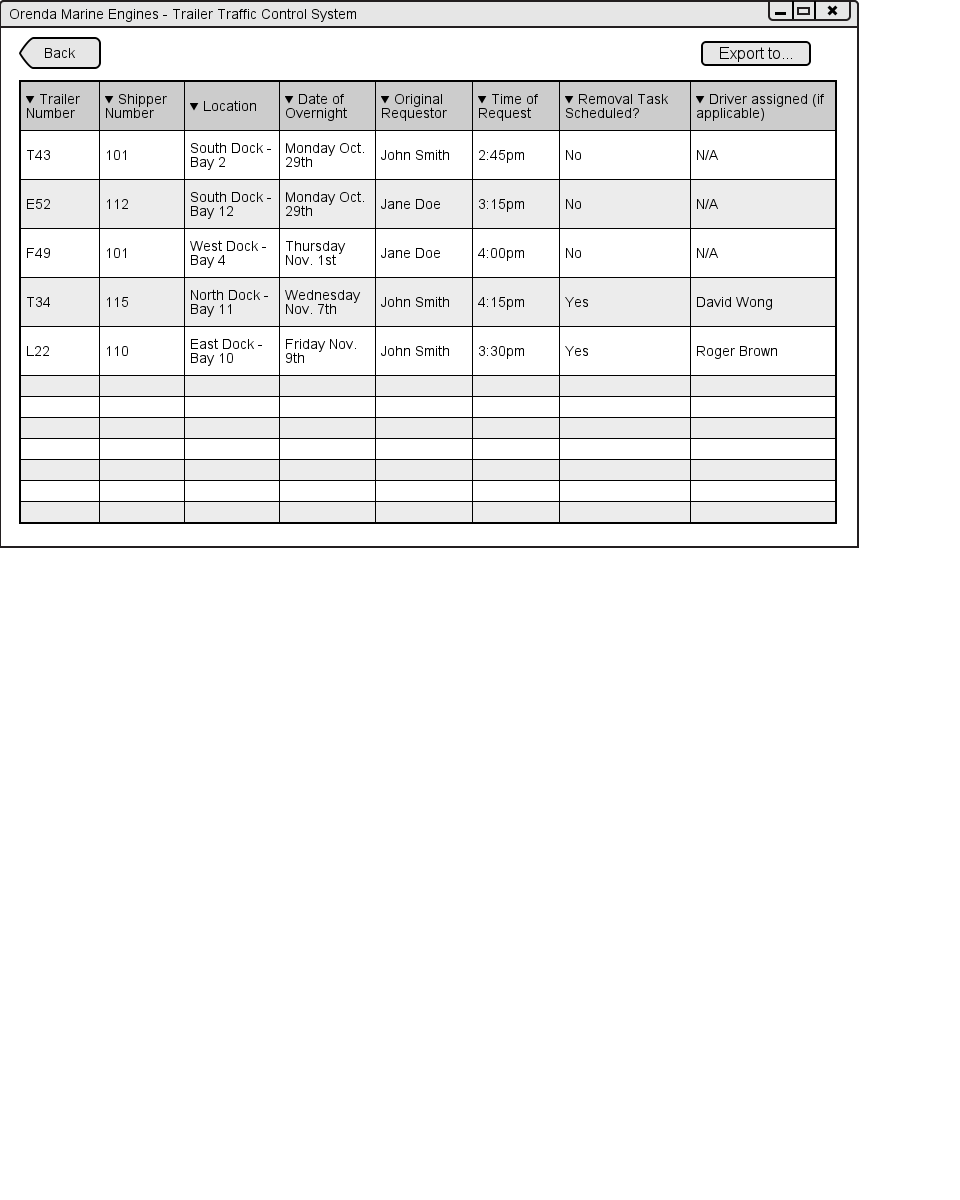 Orenda Marine Engines - Trailer Traffic Control System
Back
Export to...
▼ Trailer
Number
▼ Shipper
Number
▼ Location
▼ Date of
Overnight
▼ Original
Requestor
▼ Time of
Request
▼ Removal Task
Scheduled?
▼ Driver assigned (if
applicable)
T43
101
South Dock -
Bay 2
Monday Oct.
29th
John Smith
2:45pm
No
N/A
E52
112
South Dock -
Bay 12
Monday Oct.
29th
Jane Doe
3:15pm
No
N/A
F49
101
West Dock -
Bay 4
Thursday
Nov. 1st
Jane Doe
4:00pm
No
N/A
T34
115
North Dock -
Bay 11
Wednesday
Nov. 7th
John Smith
4:15pm
Yes
David Wong
L22
110
East Dock -
Bay 10
Friday Nov.
9th
John Smith
3:30pm
Yes
Roger Brown